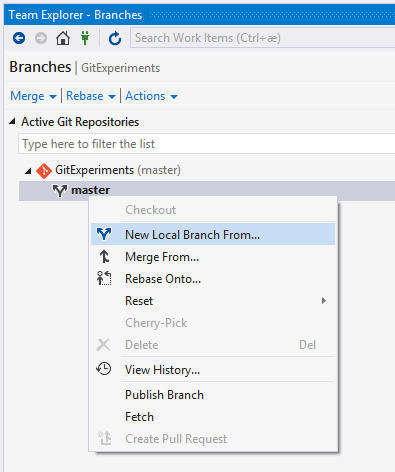 Team Explorer - Branches
Search Work Items (Ctrl+æ)
Branches | GitExperiments
Merge Rebase Actions
Active Git Repositories
Type here to filter the list
GitExperiments (master)
master
Checkout
New Local Branch From...
Merge From...
Rebase Onto...
Reset
Cherry-Pick
Delete Del
View History...
Publish Branch
Fetch
Create Pull Request